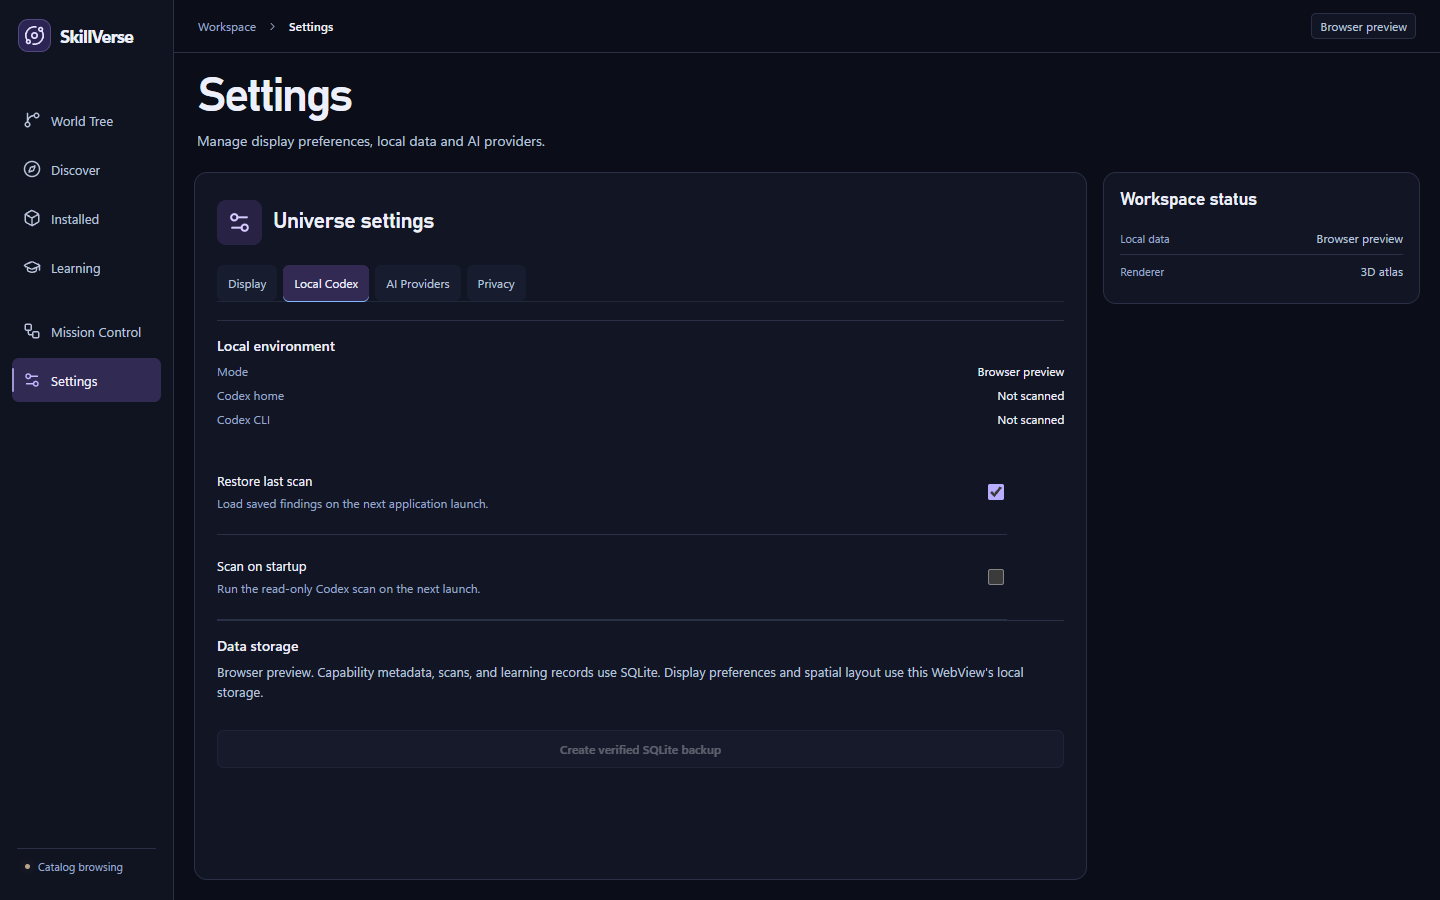 SkillVerse
World Tree
Discover
Installed
Learning
Mission Control
Settings
Catalog browsing
Workspace > Settings
Browser preview
Settings
Manage display preferences, local data and AI providers.
Universe settings
Display Local Codex AI Providers Privacy
Local environment
Mode Browser preview
Codex home Not scanned
Codex CLI Not scanned
Restore last scan
Load saved findings on the next application launch.
Scan on startup
Run the read-only Codex scan on the next launch.
Data storage
Browser preview. Capability metadata, scans, and learning records use SQLite. Display preferences and spatial layout use this WebView's local
storage.
Create verified SQLite backup
Workspace status
Local data Browser preview
Renderer 3D atlas